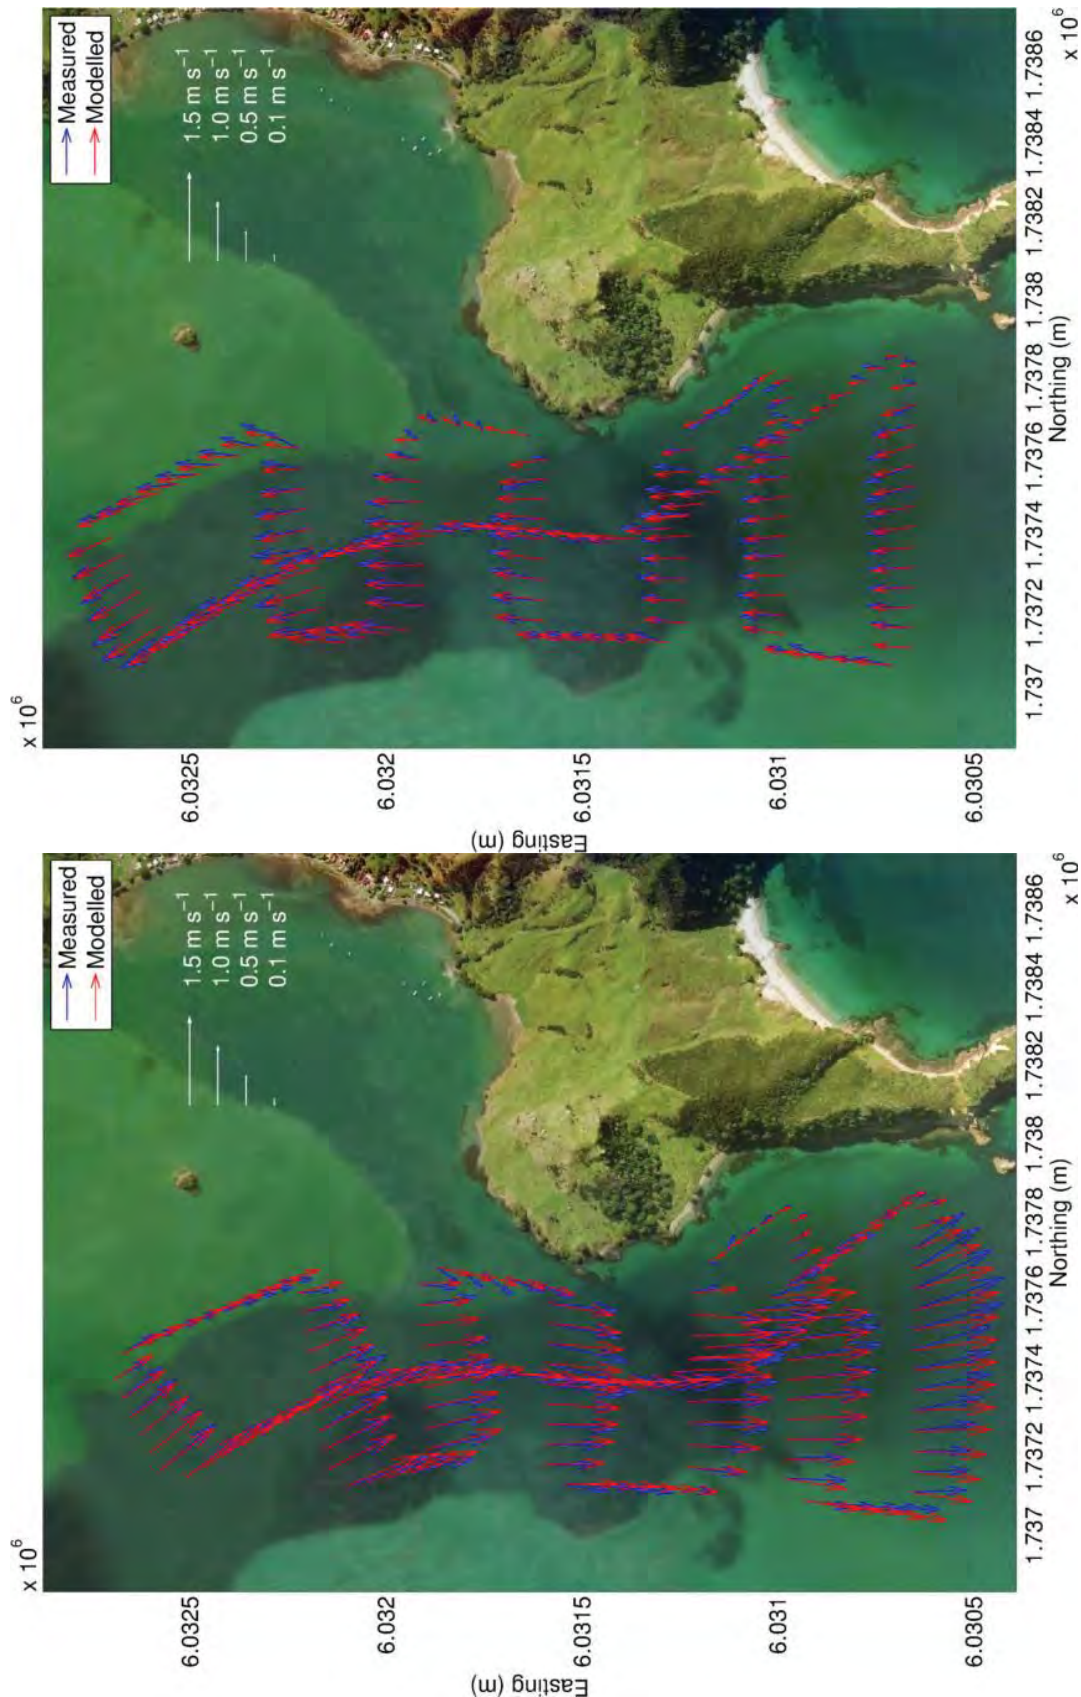 Measured
Modelled
1.5 m s⁻¹
1.0 m s⁻¹
0.5 m s⁻¹
0.1 m s⁻¹
x 10⁶
6.0325
6.032
6.0315
6.031
6.0305
Easting (m)
1.737 1.7372 1.7374 1.7376 1.7378 1.738 1.7382 1.7384 1.7386
x 10⁶
Northing (m)
Measured
Modelled
1.5 m s⁻¹
1.0 m s⁻¹
0.5 m s⁻¹
0.1 m s⁻¹
x 10⁶
6.0325
6.032
6.0315
6.031
6.0305
Easting (m)
1.737 1.7372 1.7374 1.7376 1.7378 1.738 1.7382 1.7384 1.7386
x 10⁶
Northing (m)